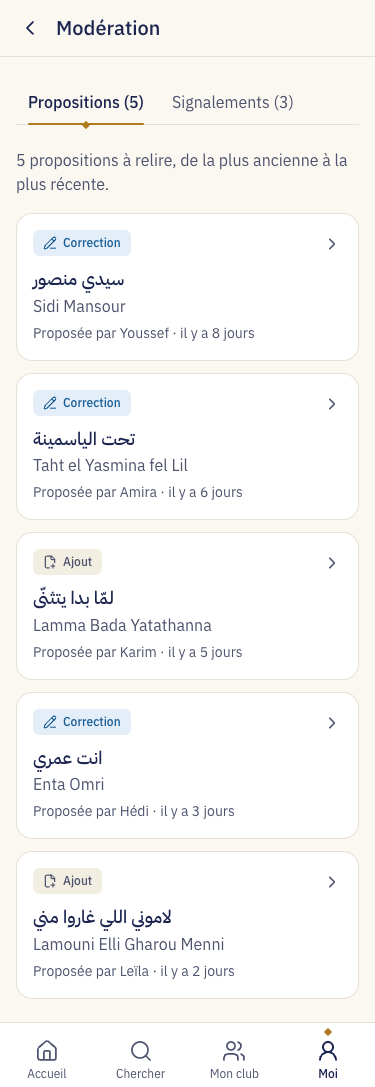 Modération
Propositions (5)
Signalements (3)
5 propositions à relire, de la plus ancienne à la
plus récente.
Correction
سيدي منصور
Sidi Mansour
Proposée par Youssef · il y a 8 jours
Correction
تحت الياسمينة
Taht el Yasmina fel Lil
Proposée par Amira · il y a 6 jours
Ajout
لمّا بدا يتثنّى
Lamma Bada Yatathanna
Proposée par Karim · il y a 5 jours
Correction
انت عمري
Enta Omri
Proposée par Hédi · il y a 3 jours
Ajout
لاموني اللي غاروا مني
Lamouni Elli Gharou Menni
Proposée par Leïla · il y a 2 jours
Accueil
Chercher
Mon club
Moi